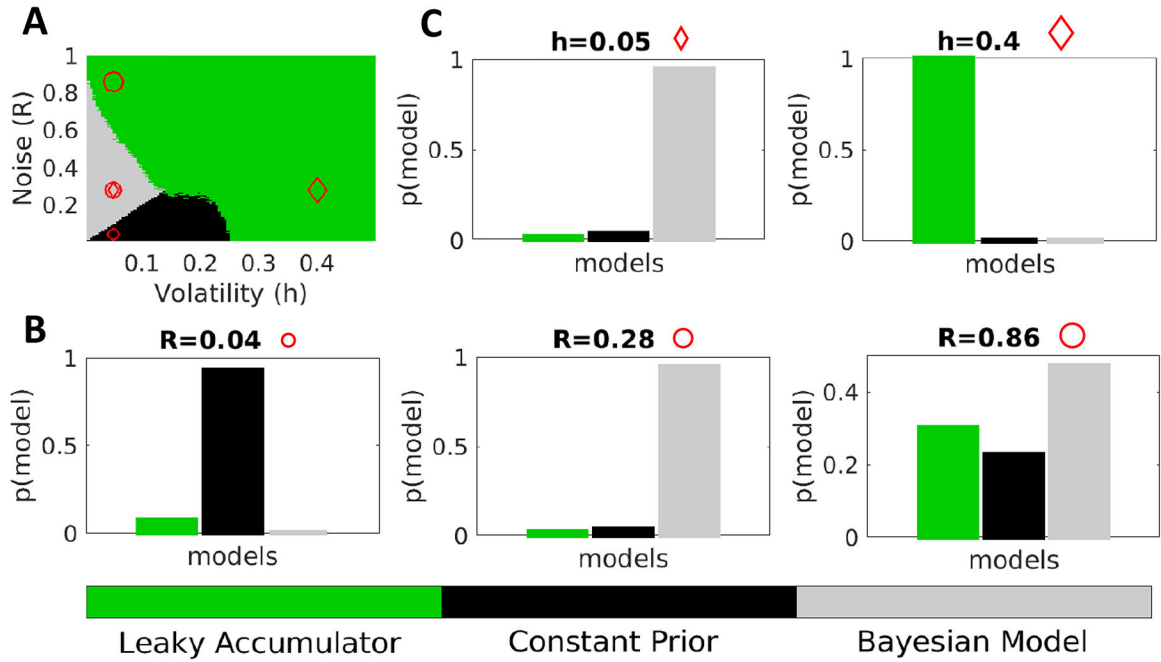 A
1
0.8
0.6
0.4
0.2
Noise (R)
0.1 0.2 0.3 0.4
Volatility (h)
C
h=0.05
1
0.5
0
p(model)
models
h=0.4
1
0.5
0
p(model)
models
B
R=0.04
1
0.5
0
p(model)
models
R=0.28
1
0.5
0
p(model)
models
R=0.86
0.4
0.2
0
p(model)
models
Leaky Accumulator Constant Prior Bayesian Model